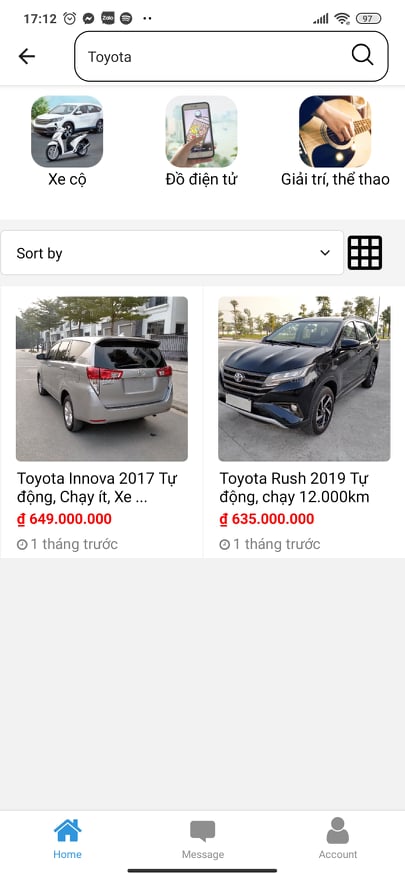 17:12
Zalo
97
Toyota
Xe cộ
Đồ điện tử
Giải trí, thể thao
Sort by
Toyota Innova 2017 Tự
động, Chạy ít, Xe ...
₫ 649.000.000
1 tháng trước
Toyota Rush 2019 Tự
động, chạy 12.000km
₫ 635.000.000
1 tháng trước
Home
Message
Account